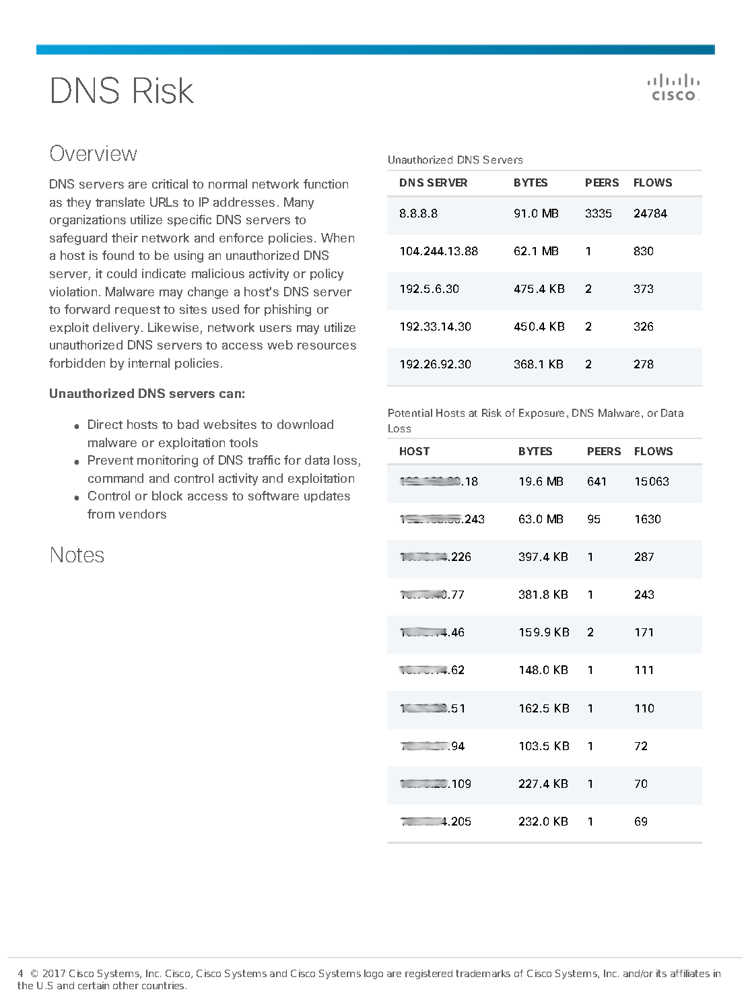 DNS Risk
CISCO
Overview
DNS servers are critical to normal network function
as they translate URLs to IP addresses. Many
organizations utilize specific DNS servers to
safeguard their network and enforce policies. When
a host is found to be using an unauthorized DNS
server, it could indicate malicious activity or policy
violation. Malware may change a host's DNS server
to forward request to sites used for phishing or
exploit delivery. Likewise, network users may utilize
unauthorized DNS servers to access web resources
forbidden by internal policies.
Unauthorized DNS servers can:
• Direct hosts to bad websites to download
malware or exploitation tools
• Prevent monitoring of DNS traffic for data loss,
command and control activity and exploitation
• Control or block access to software updates
from vendors
Notes
Unauthorized DNS Servers
DNS SERVER BYTES PEERS FLOWS
8.8.8.8 91.0 MB 3335 24784
104.244.13.88 62.1 MB 1 830
192.5.6.30 475.4 KB 2 373
192.33.14.30 450.4 KB 2 326
192.26.92.30 368.1 KB 2 278
Potential Hosts at Risk of Exposure, DNS Malware, or Data
Loss
HOST BYTES PEERS FLOWS
.18 19.6 MB 641 15063
.243 63.0 MB 95 1630
.226 397.4 KB 1 287
.77 381.8 KB 1 243
.46 159.9 KB 2 171
.62 148.0 KB 1 111
.51 162.5 KB 1 110
.94 103.5 KB 1 72
.109 227.4 KB 1 70
.205 232.0 KB 1 69
4 © 2017 Cisco Systems, Inc. Cisco, Cisco Systems and Cisco Systems logo are registered trademarks of Cisco Systems, Inc. and/or its affiliates in
the U.S and certain other countries.